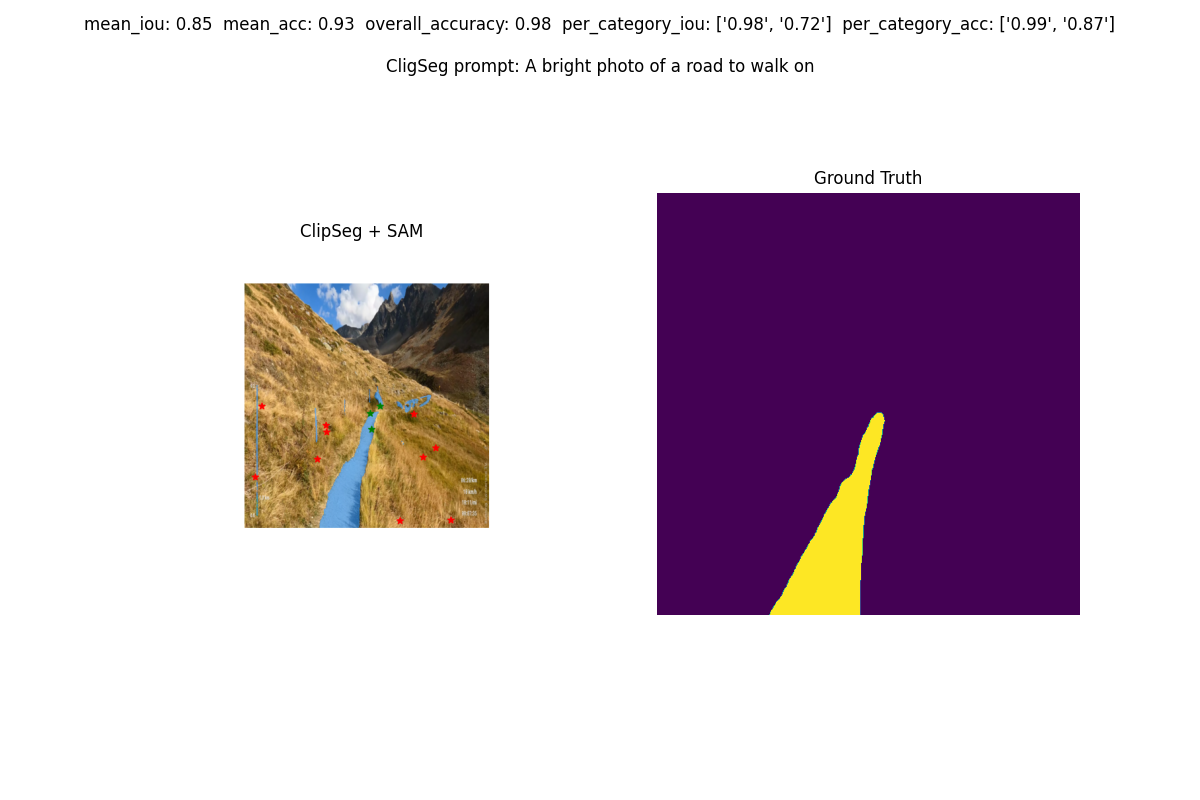 mean_iou: 0.85  mean_acc: 0.93  overall_accuracy: 0.98  per_category_iou: ['0.98', '0.72']  per_category_acc: ['0.99', '0.87']
CligSeg prompt: A bright photo of a road to walk on
Ground Truth
ClipSeg + SAM